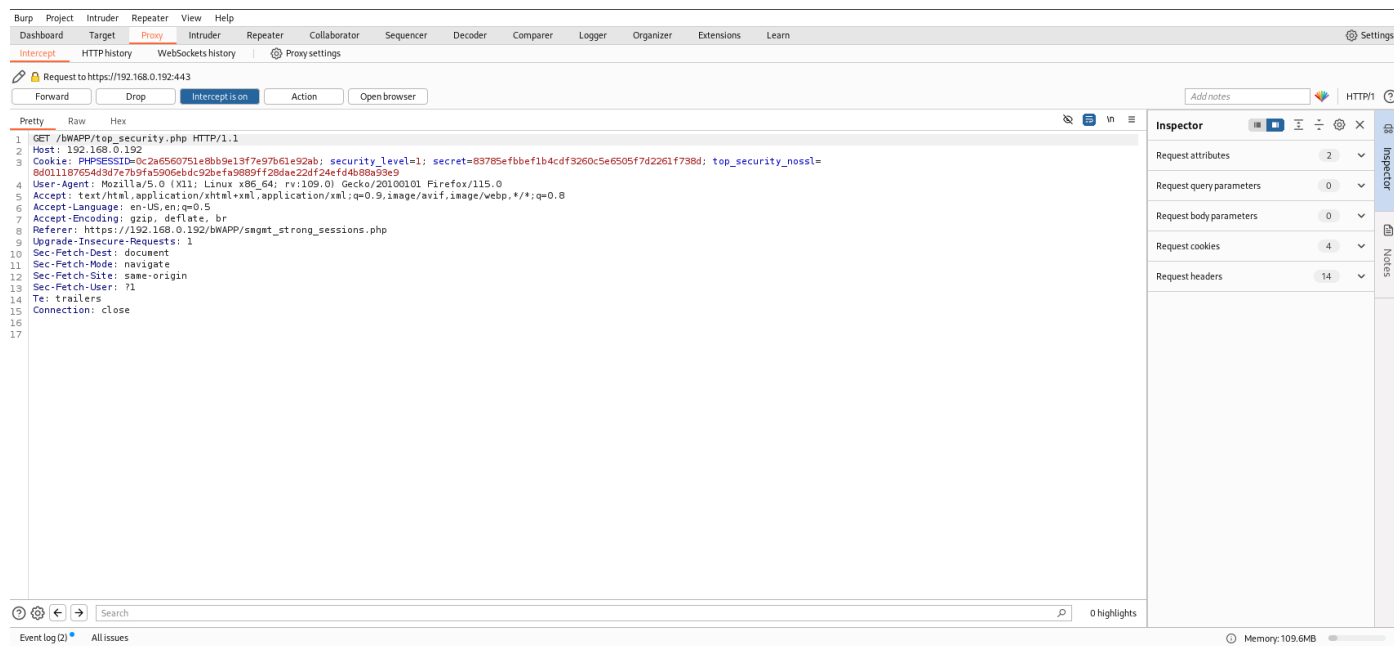 Burp Project Intruder Repeater View Help
Dashboard Target Proxy Intruder Repeater Collaborator Sequencer Decoder Comparer Logger Organizer Extensions Learn Settings
Intercept HTTP history WebSockets history Proxy settings
Request to https://192.168.0.192:443
Forward Drop Intercept is on Action Open browser Add notes HTTP/1
Pretty Raw Hex \n
1 GET /bWAPP/top_security.php HTTP/1.1
2 Host: 192.168.0.192
3 Cookie: PHPSESSID=0c2a6560751e8bb9e13f7e97b61e92ab; security_level=1; secret=83785efbbef1b4cdf3260c5e6505f7d2261f738d; top_security_nossl=
8d011187654d3d7e7b9fa5906ebdc92befa9889ff28dae22df24efd4b88a93e9
4 User-Agent: Mozilla/5.0 (X11; Linux x86_64; rv:109.0) Gecko/20100101 Firefox/115.0
5 Accept: text/html,application/xhtml+xml,application/xml;q=0.9,image/avif,image/webp,*/*;q=0.8
6 Accept-Language: en-US,en;q=0.5
7 Accept-Encoding: gzip, deflate, br
8 Referer: https://192.168.0.192/bWAPP/smgmt_strong_sessions.php
9 Upgrade-Insecure-Requests: 1
10 Sec-Fetch-Dest: document
11 Sec-Fetch-Mode: navigate
12 Sec-Fetch-Site: same-origin
13 Sec-Fetch-User: ?1
14 Te: trailers
15 Connection: close
16
17
Inspector
Request attributes 2
Request query parameters 0
Request body parameters 0
Request cookies 4
Request headers 14
Inspector
Notes
Search 0 highlights
Event log (2) All issues Memory: 109.6MB